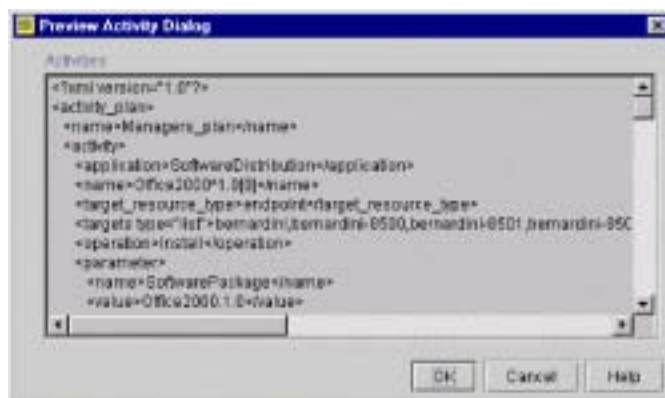 Preview Activity Dialog
Activities
<?xml version="1.0"?>
<activity_plan>
<name>Managers_plan</name>
<activity>
<application>SoftwareDistribution</application>
<name>Office2000^1.0[0]</name>
<target_resource_type>endpoint</target_resource_type>
<targets type="list">bernardini,bernardini-8500,bernardini-8501,bernardini-850
<operation>install</operation>
<parameter>
<name>SoftwarePackage</name>
<value>Office2000.1.0</value>
OK
Cancel
Help